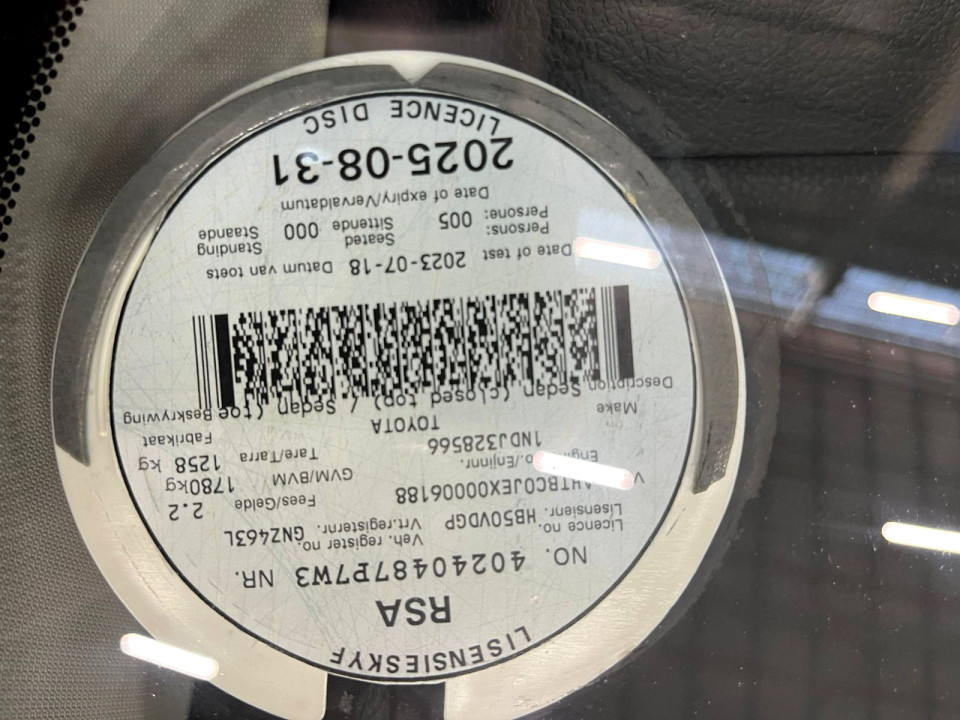 LISENSIESKYF
RSA
NO. 40240487P7W3 NR.
Licence no. Lisensienr. HB50VDGP Veh. register no. Vrt.registernr. GNZ463L
AHTBC0JEX00006188 Fees/Gelde 2.2
Engin No./Enjinnr. 1NDJ328566 GVM/BVM 1780kg
Make TOYOTA Tare/Tarra 1258 kg
Fabrikaat
Description Sedan (closed top) / Sedan (toe Beskrywing
Date of test 2023-07-18 Datum van toets
Persons: Persone: 005 Seated Sittende 000 Standing Staande
Date of expiry/Vervaldatum
2025-08-31
LICENCE DISC